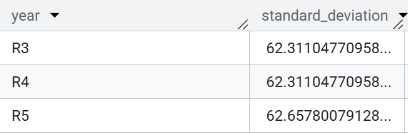 year standard_deviation
R3 62.31104770958...
R4 62.31104770958...
R5 62.65780079128...